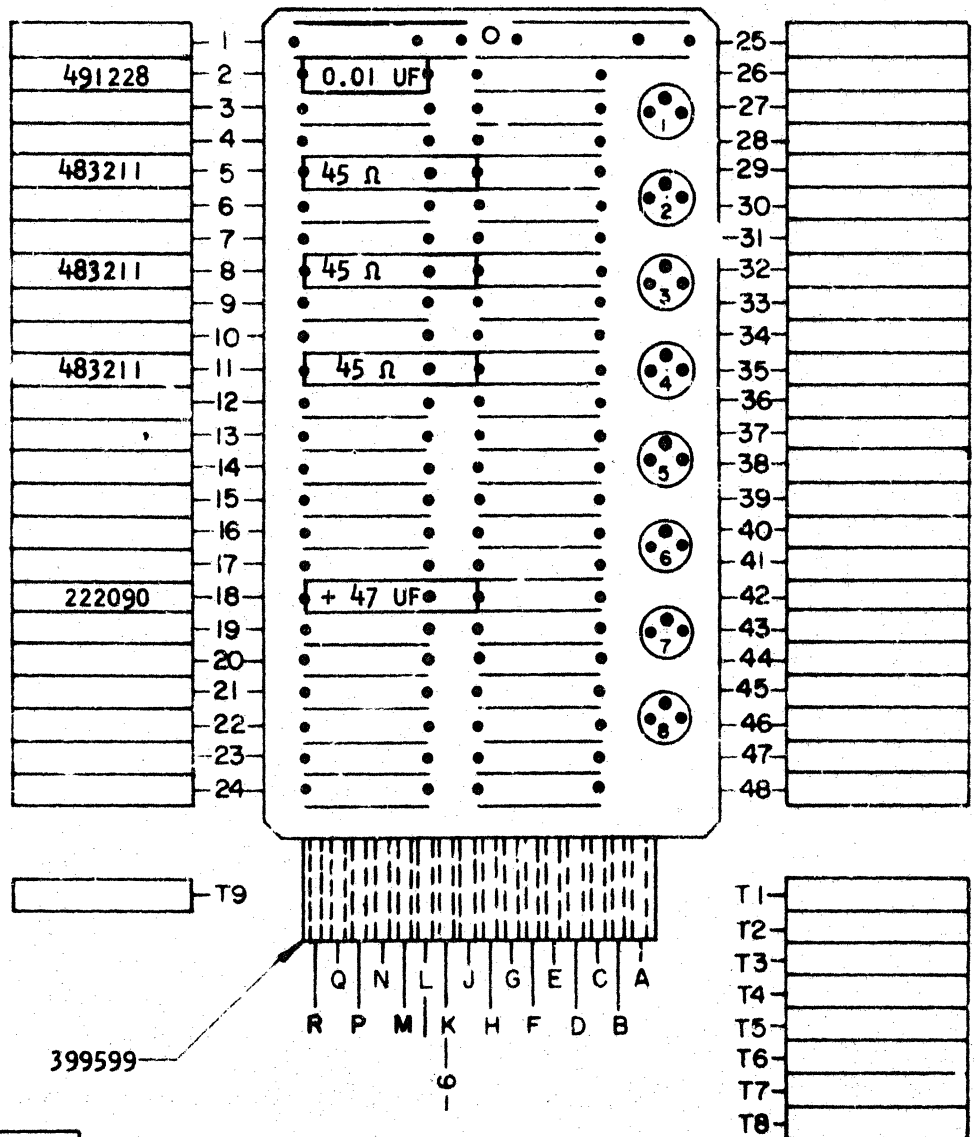 1 25
491228 2 0.01 UF 26
3 27
1
4 28
483211 5 45 Ω 29
6 2 30
7 31
483211 8 45 Ω 32
9 3 33
10 34
483211 11 45 Ω 35
4
12 36
13 37
14 5 38
15 39
16 40
17 6 41
222090 18 + 47 UF 42
19 43
7
20 44
21 45
22 8 46
23 47
24 48
T9 T1
T2
T3
Q N L J G E C A
T4
R P M K H F D B
T5
399599
T6
6
T7
T8